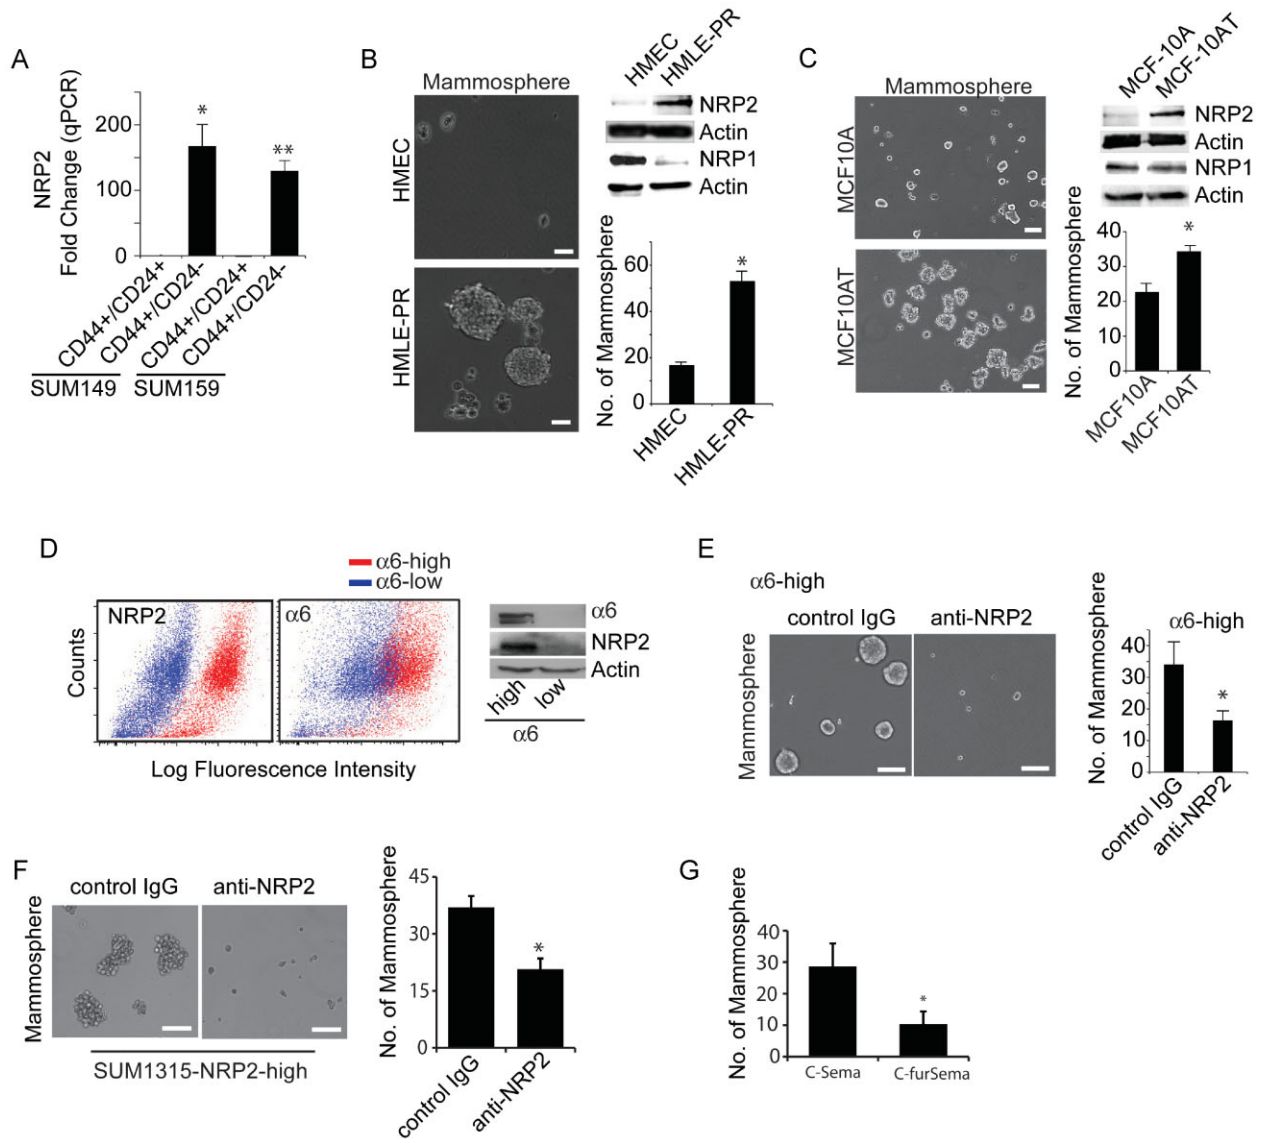 A
NRP2
Fold Change (qPCR)
200
100
0
*
**
CD44+/CD24+
CD44+/CD24-
CD44+/CD24+
CD44+/CD24-
SUM149
SUM159
B
Mammosphere
HMEC
HMLE-PR
HMEC
HMLE-PR
NRP2
Actin
NRP1
Actin
No. of Mammosphere
60
40
20
0
*
HMEC
HMLE-PR
C
Mammosphere
MCF10A
MCF10AT
MCF-10A
MCF-10AT
NRP2
Actin
NRP1
Actin
No. of Mammosphere
40
30
20
10
0
*
MCF10A
MCF10AT
D
α6-high
α6-low
NRP2
α6
Counts
Log Fluorescence Intensity
α6
NRP2
Actin
high
low
α6
E
α6-high
control IgG
anti-NRP2
Mammosphere
α6-high
No. of Mammosphere
40
30
20
10
0
*
control IgG
anti-NRP2
F
control IgG
anti-NRP2
Mammosphere
SUM1315-NRP2-high
No. of Mammosphere
45
30
15
0
*
control IgG
anti-NRP2
G
No. of Mammosphere
40
30
20
10
0
*
C-Sema
C-furSema